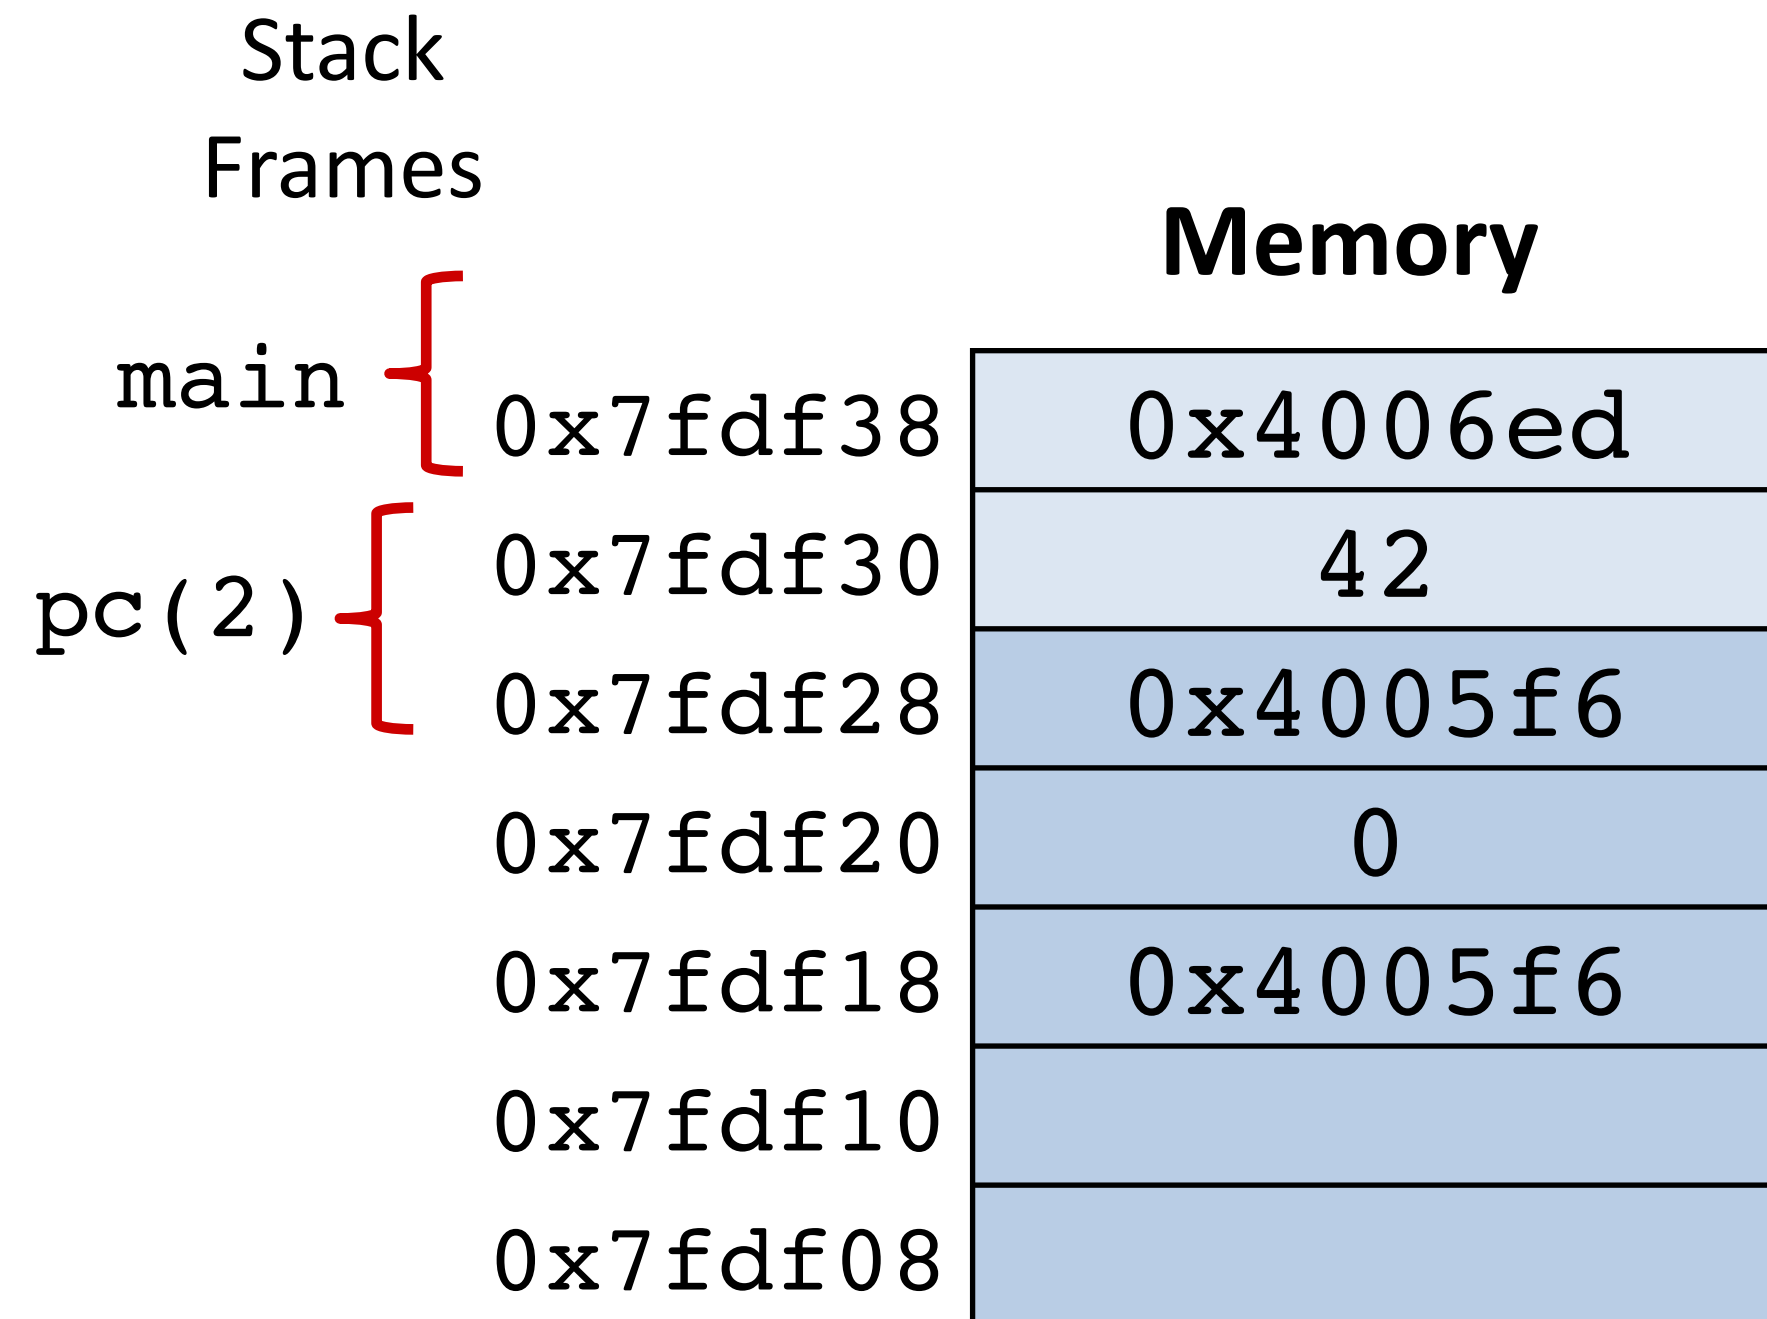 Stack
Frames
Memory
main
0x7fdf38 0x4006ed
0x7fdf30 42
pc(2)
0x7fdf28 0x4005f6
0x7fdf20 0
0x7fdf18 0x4005f6
0x7fdf10
0x7fdf08